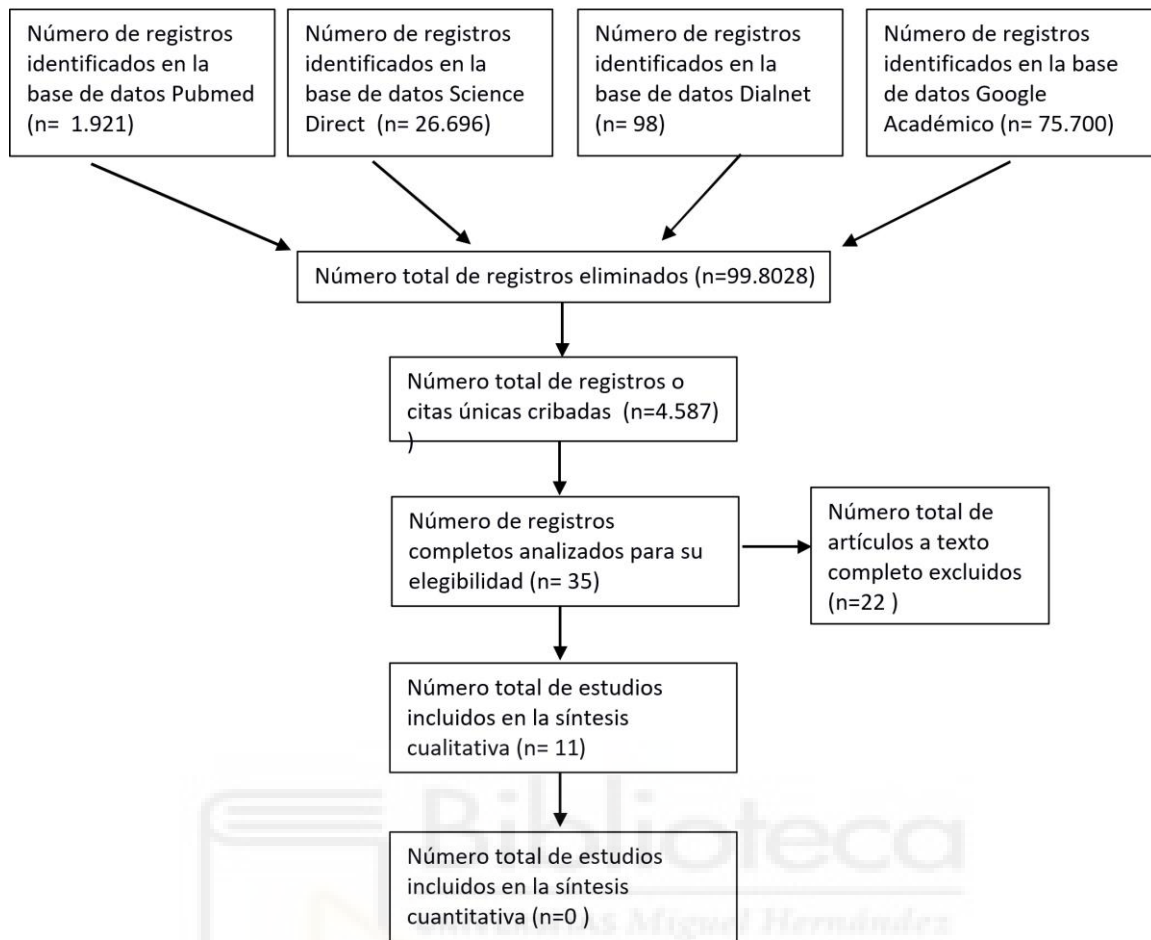 Número de registros
identificados en la
base de datos Pubmed
(n=  1.921)
Número de registros
identificados en la
base de datos Science
Direct  (n= 26.696)
Número de registros
identificados en la
base de datos Dialnet
(n= 98)
Número de registros
identificados en la base
de datos Google
Académico (n= 75.700)
Número total de registros eliminados (n=99.8028)
Número total de registros o
citas únicas cribadas  (n=4.587)
)
Número de registros
completos analizados para su
elegibilidad (n= 35)
Número total de
artículos a texto
completo excluidos
(n=22 )
Número total de estudios
incluidos en la síntesis
cualitativa (n= 11)
Número total de estudios
incluidos en la síntesis
cuantitativa (n=0 )
Biblioteca
UNIVERSITAS Miguel Hernández